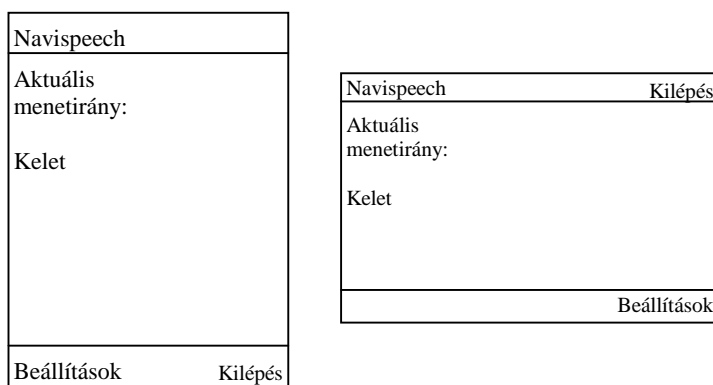 Navispeech
Aktuális
menetirány:
Kelet
Beállítások Kilépés
Navispeech Kilépés
Aktuális
menetirány:
Kelet
Beállítások